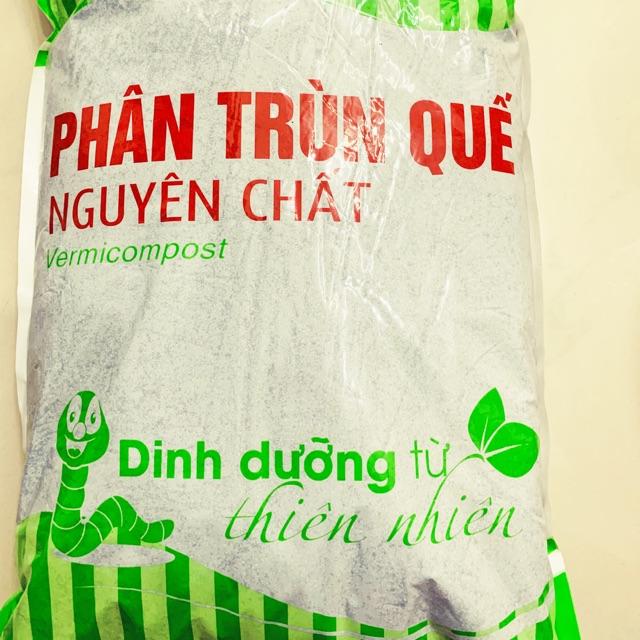 PHÂN TRÙN QUẾ
NGUYÊN CHẤT
Vermicompost
Dinh dưỡng từ
thiên nhiên